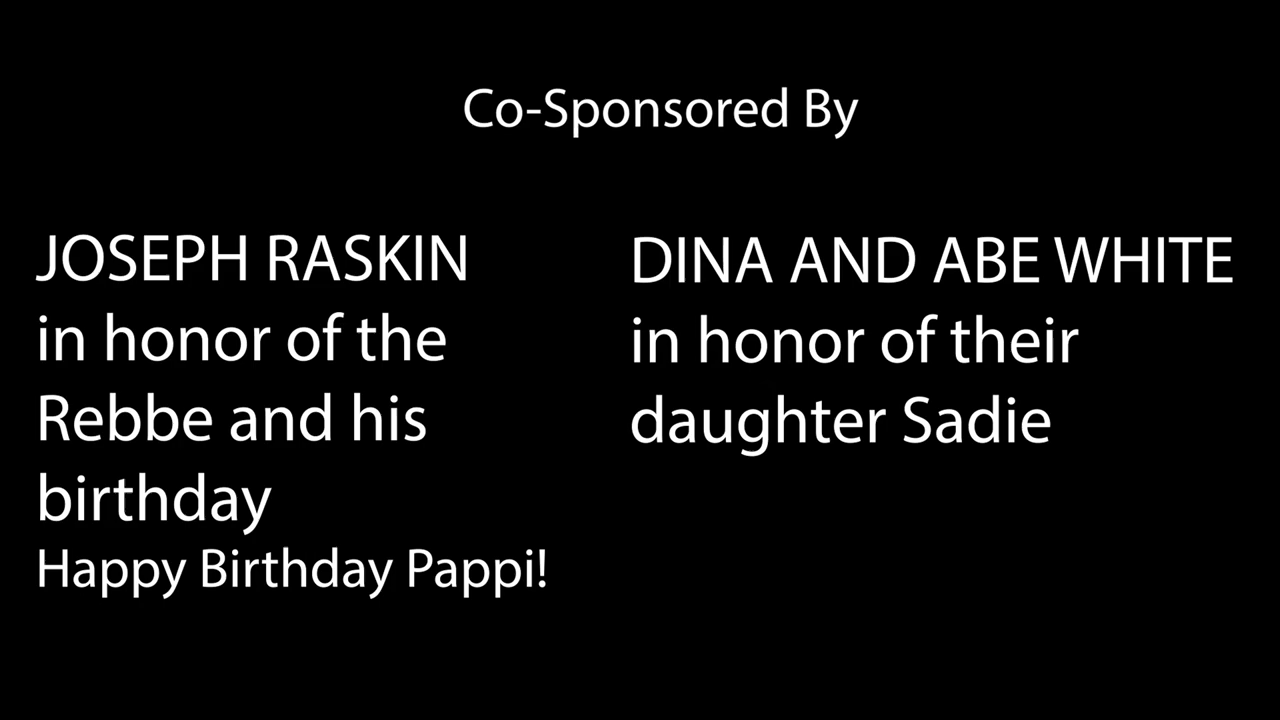 Co-Sponsored By
JOSEPH RASKIN
in honor of the
Rebbe and his
birthday
Happy Birthday Pappi!
DINA AND ABE WHITE
in honor of their
daughter Sadie